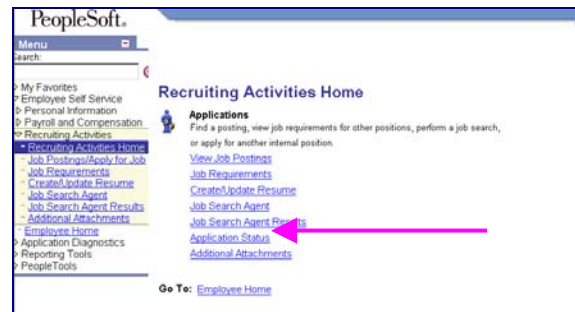 PeopleSoft.
Menu
Search:
My Favorites
Employee Self Service
Personal Information
Payroll and Compensation
Recruiting Activities
- Recruiting Activities Home
- Job Postings/Apply for Job
- Job Requirements
- Create/Update Resume
- Job Search Agent
- Job Search Agent Results
- Additional Attachments
- Employee Home
Application Diagnostics
Reporting Tools
PeopleTools
Recruiting Activities Home
Applications
Find a posting, view job requirements for other positions, perform a job search,
or apply for another internal position.
View Job Postings
Job Requirements
Create/Update Resume
Job Search Agent
Job Search Agent Results
Application Status
Additional Attachments
Go To: Employee Home